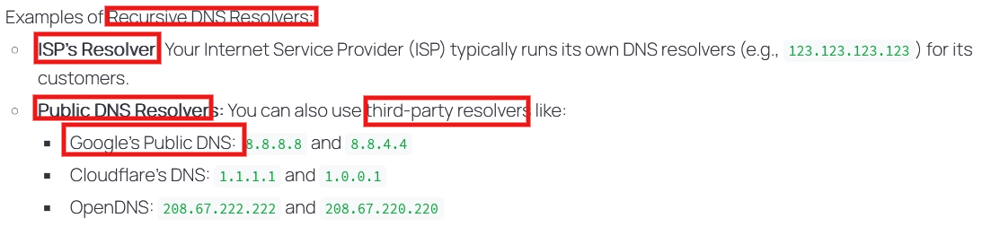 Examples of Recursive DNS Resolvers:
ISP's Resolver: Your Internet Service Provider (ISP) typically runs its own DNS resolvers (e.g., 123.123.123.123 ) for its
customers.
Public DNS Resolvers: You can also use third-party resolvers like:
Google's Public DNS: 8.8.8.8 and 8.8.4.4
Cloudflare's DNS: 1.1.1.1 and 1.0.0.1
OpenDNS: 208.67.222.222 and 208.67.220.220